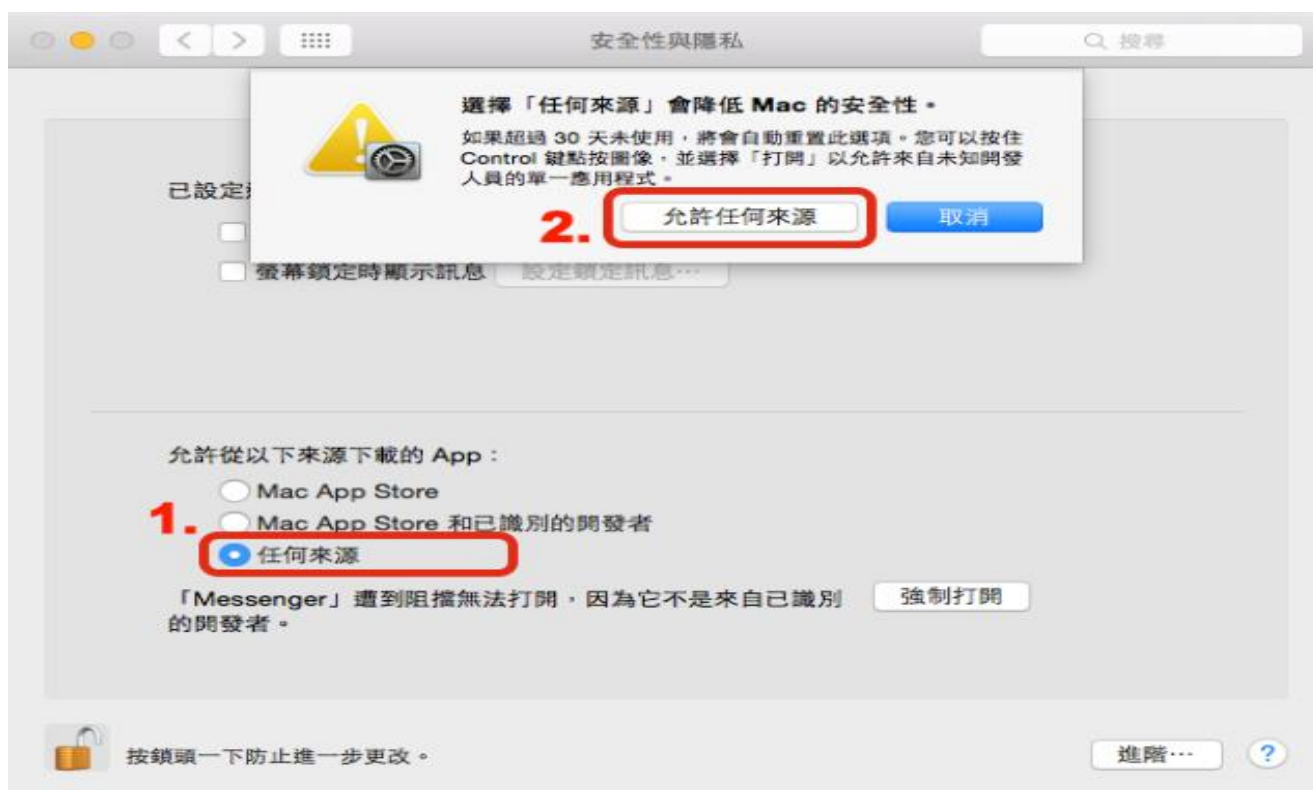 安全性與隱私
搜尋
選擇「任何來源」會降低 Mac 的安全性。
如果超過 30 天未使用,將會自動重置此選項。您可以按住
Control 鍵點按圖像,並選擇「打開」以允許來自未知開發
人員的單一應用程式。
2.
允許任何來源
取消
已設定
螢幕鎖定時顯示訊息
設定鎖定訊息…
允許從以下來源下載的 App:
Mac App Store
1.
Mac App Store 和已識別的開發者
任何來源
「Messenger」遭到阻擋無法打開,因為它不是來自已識別
的開發者。
強制打開
按鎖頭一下防止進一步更改。
進階…
?